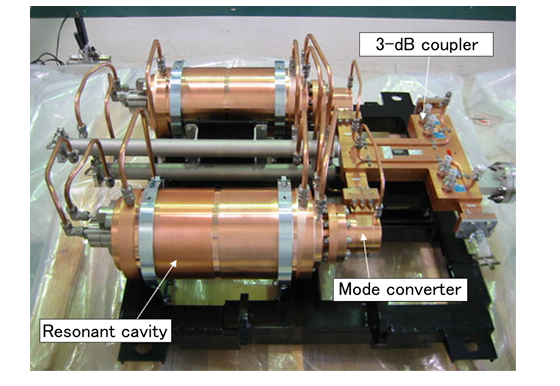 3-dB coupler
Mode converter
Resonant cavity